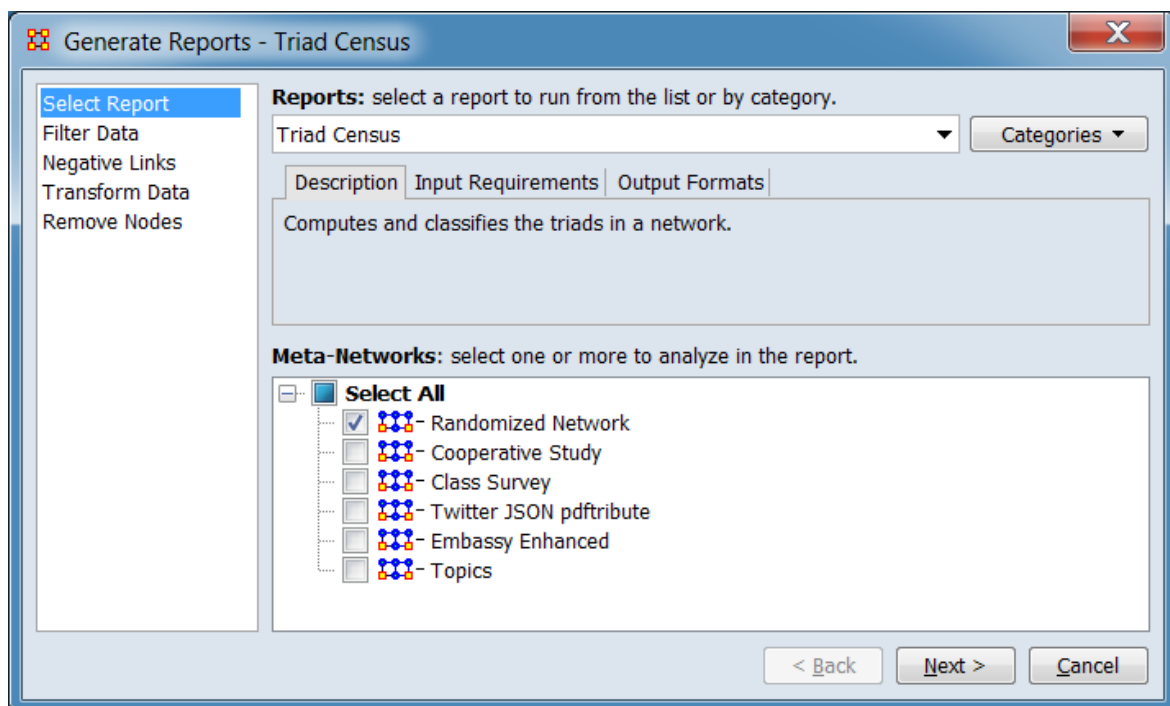 Generate Reports - Triad Census
X
Select Report
Filter Data
Negative Links
Transform Data
Remove Nodes
Reports: select a report to run from the list or by category.
Triad Census
Categories
Description Input Requirements Output Formats
Computes and classifies the triads in a network.
Meta-Networks: select one or more to analyze in the report.
Select All
Randomized Network
Cooperative Study
Class Survey
Twitter JSON pdftribute
Embassy Enhanced
Topics
< Back Next > Cancel